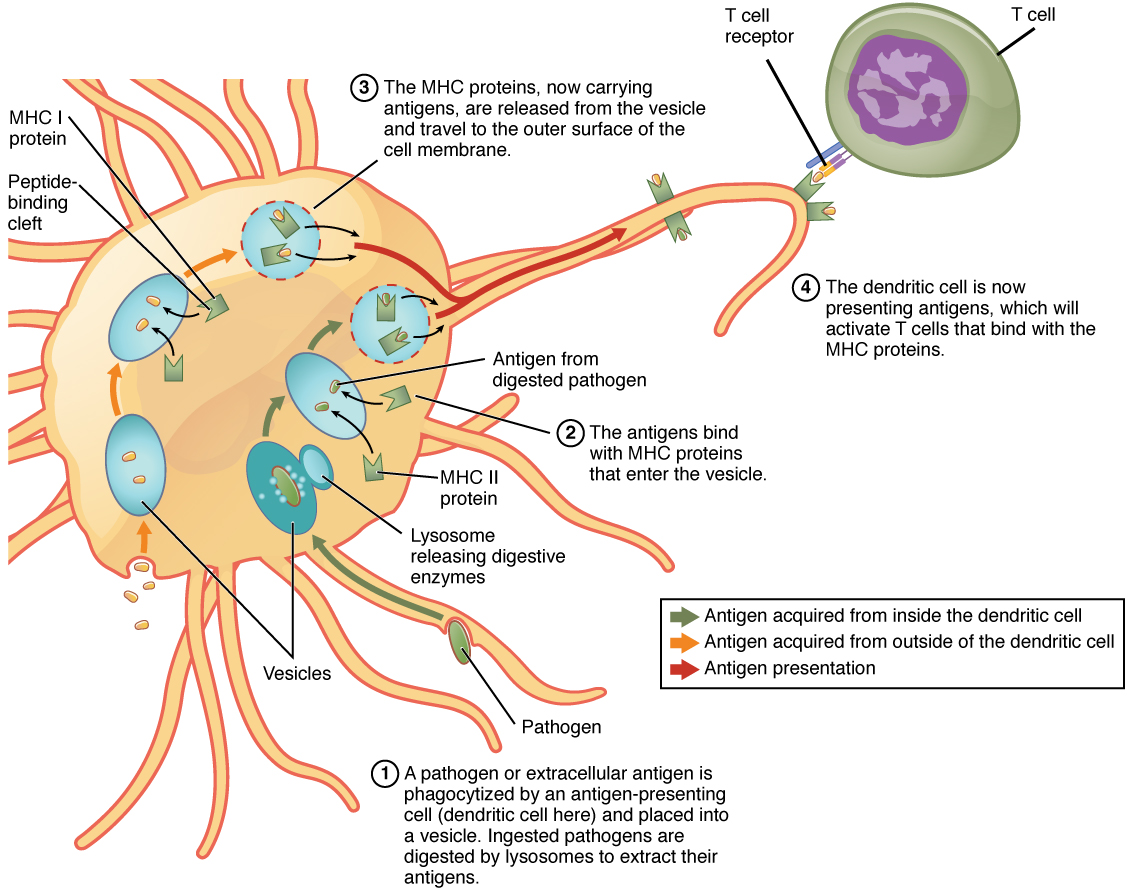 T cell
receptor
T cell
3 The MHC proteins, now carrying
antigens, are released from the vesicle
and travel to the outer surface of the
cell membrane.
MHC I
protein
Peptide-
binding
cleft
4 The dendritic cell is now
presenting antigens, which will
activate T cells that bind with the
MHC proteins.
Antigen from
digested pathogen
2 The antigens bind
with MHC proteins
that enter the vesicle.
MHC II
protein
Lysosome
releasing digestive
enzymes
Antigen acquired from inside the dendritic cell
Antigen acquired from outside of the dendritic cell
Antigen presentation
Vesicles
Pathogen
1 A pathogen or extracellular antigen is
phagocytized by an antigen-presenting
cell (dendritic cell here) and placed into
a vesicle. Ingested pathogens are
digested by lysosomes to extract their
antigens.